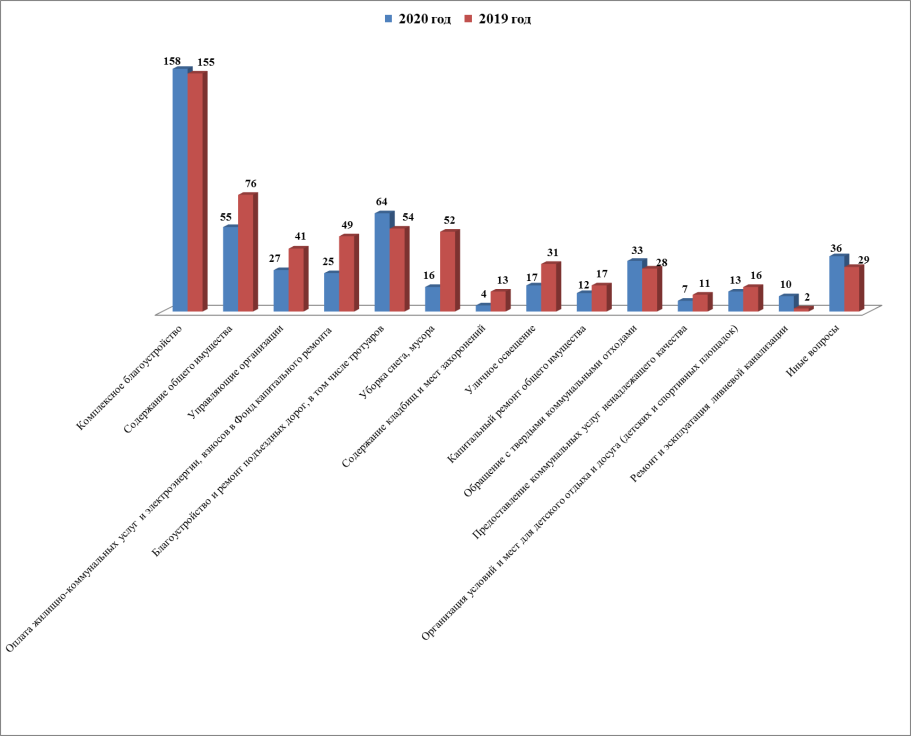 2020 год 2019 год
158 155
55 76
27 41
25 49
64 54
16 52
4 13
17 31
12 17
33 28
7 11
13 16
10 2
36 29
Комплексное благоустройство
Содержание общего имущества
Управляющие организации
Оплата жилищно-коммунальных услуг и электроэнергии, взносов в Фонд капитального ремонта
Благоустройство и ремонт подъездных дорог, в том числе тротуаров
Уборка снега, мусора
Содержание кладбищ и мест захоронений
Уличное освещение
Капитальный ремонт общего имущества
Обращение с твердыми коммунальными отходами
Предоставление коммунальных услуг ненадлежащего качества
Организация условий и мест для детского отдыха и досуга (детских и спортивных площадок)
Ремонт и эксплуатация ливневой канализации
Иные вопросы